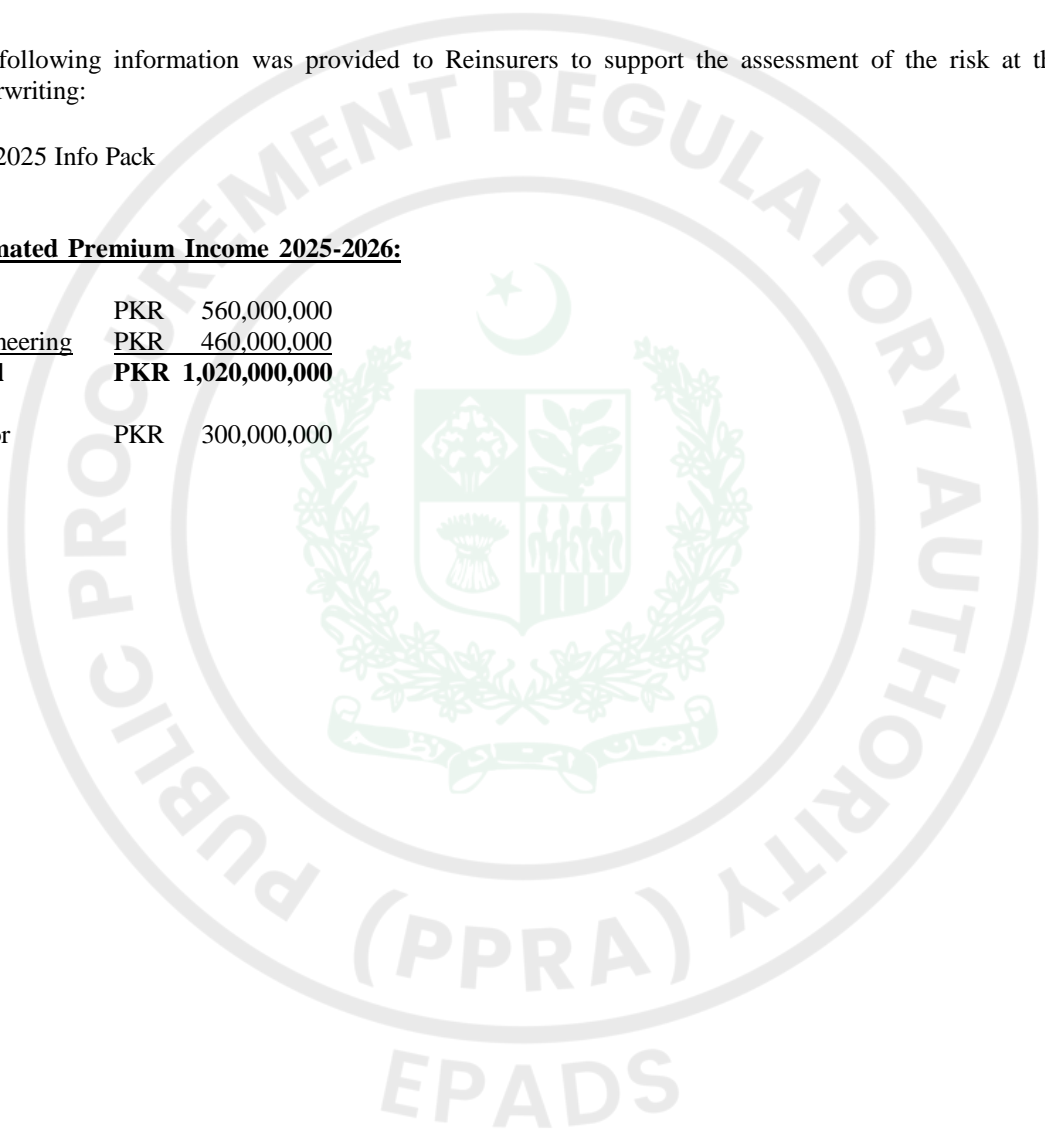 following information was provided to Reinsurers to support the assessment of the risk at th
rwriting:
2025 Info Pack
mated Premium Income 2025-2026:
PKR 560,000,000
neering PKR 460,000,000
l PKR 1,020,000,000
or PKR 300,000,000
PUBLIC PROCUREMENT REGULATORY AUTHORITY
(PPRA)
EPADS